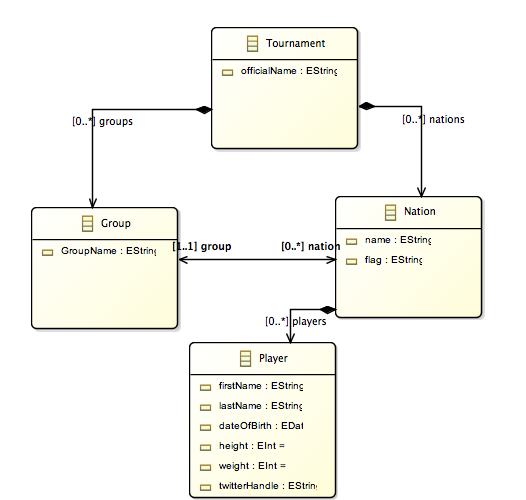 Tournament
officialName : EString
[0..*] groups
[0..*] nations
Group
GroupName : EString
Nation
name : EString
flag : EString
[1..1] group
[0..*] nation
[0..*] players
Player
firstName : EString
lastName : EString
dateOfBirth : EDat
height : EInt =
weight : EInt =
twitterHandle : EString